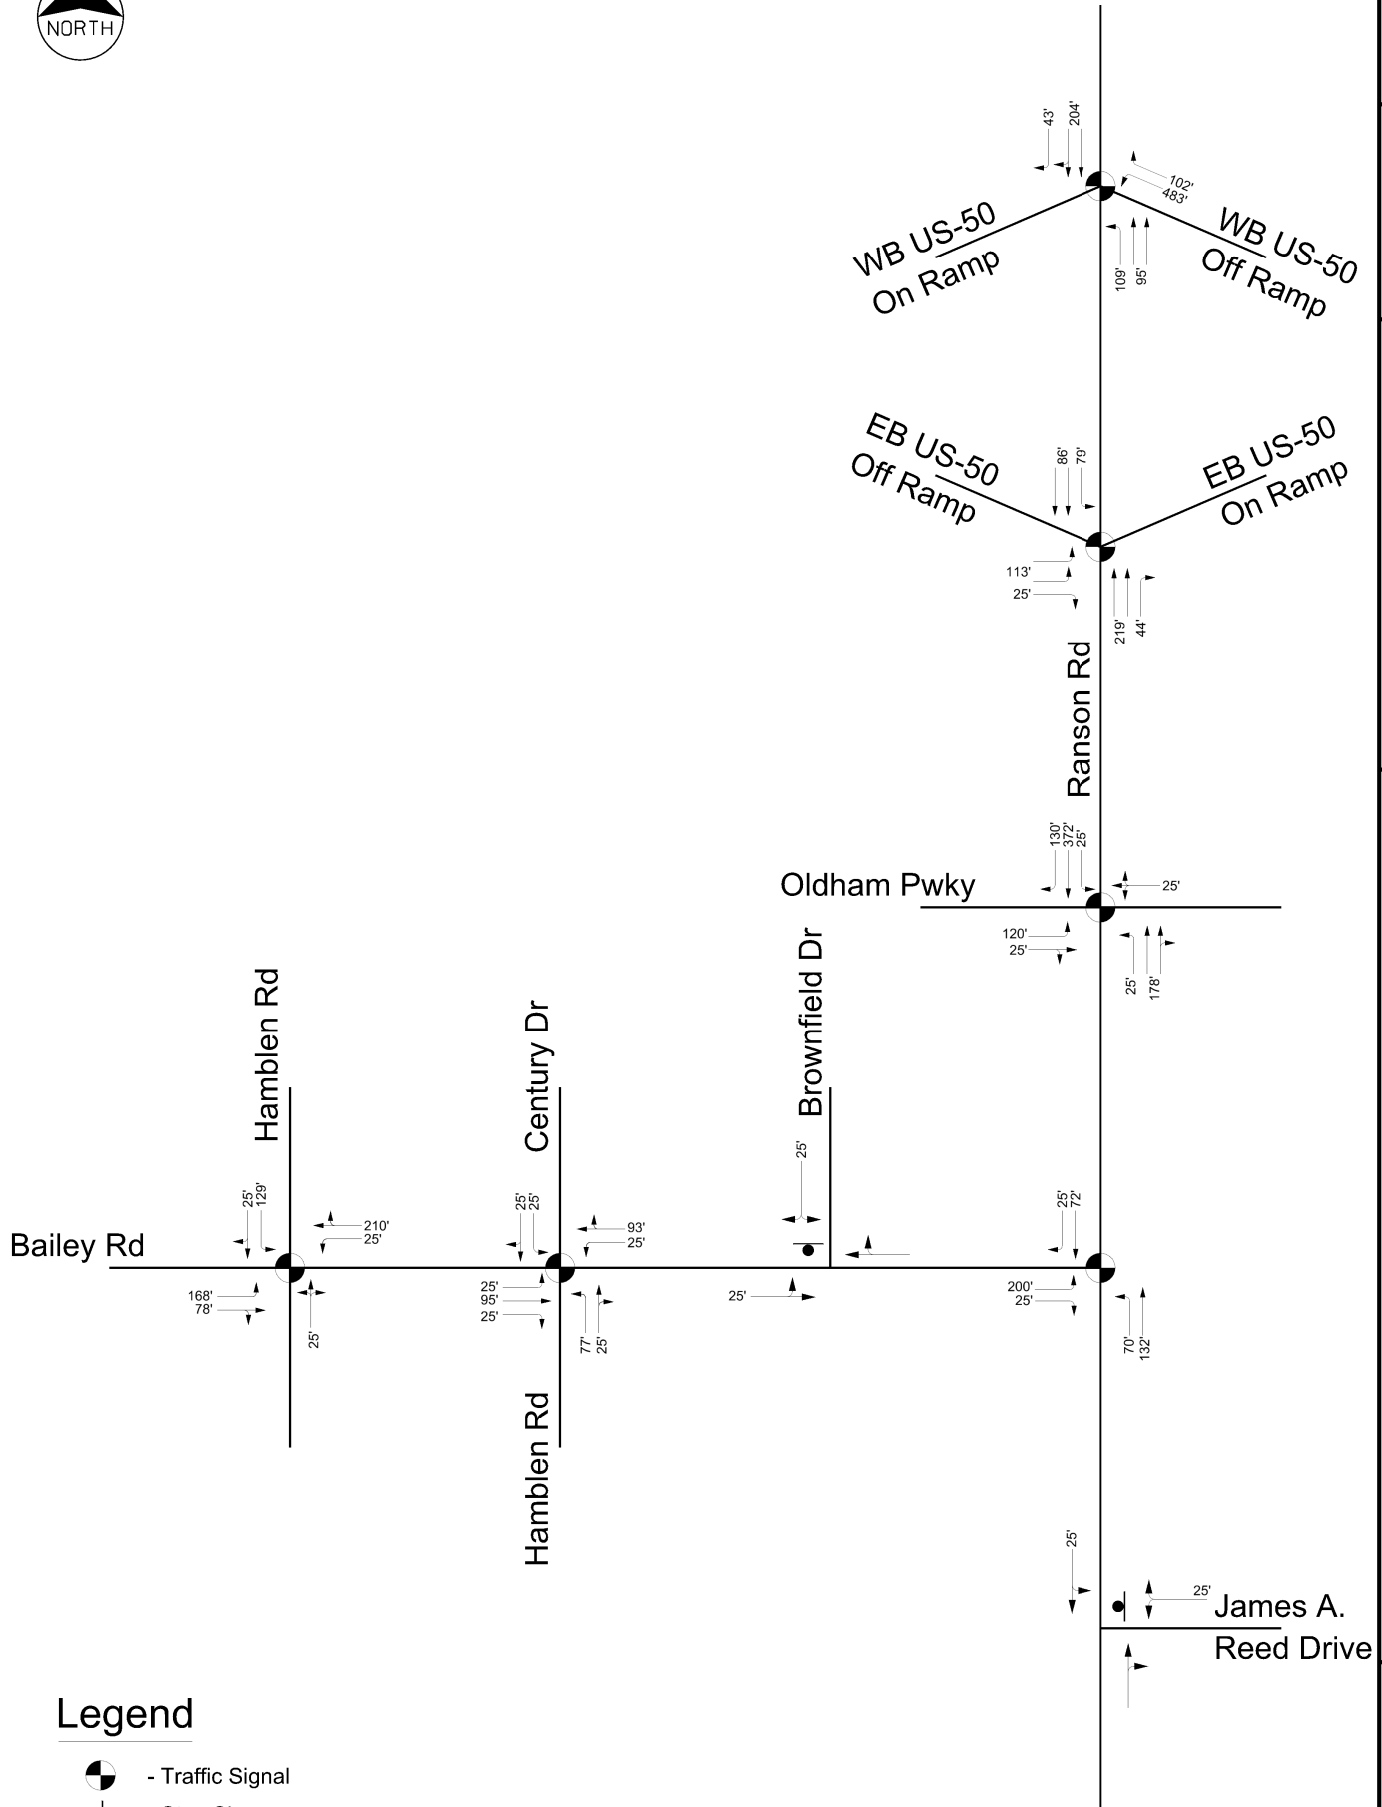 NORTH
43'
204'
102'
483'
WB US-50
On Ramp
WB US-50
Off Ramp
109'
95'
EB US-50
Off Ramp
86'
79'
EB US-50
On Ramp
113'
25'
219'
44'
Ranson Rd
130'
372'
25'
Oldham Pwky
25'
120'
25'
25'
178'
Hamblen Rd
Century Dr
Brownfield Dr
Bailey Rd
25'
129'
210'
25'
168'
78'
25'
25'
25'
93'
25'
25'
95'
25'
77'
25'
Hamblen Rd
25'
25'
25'
72'
200'
25'
70'
132'
25'
25'
James A.
Reed Drive
Legend
- Traffic Signal